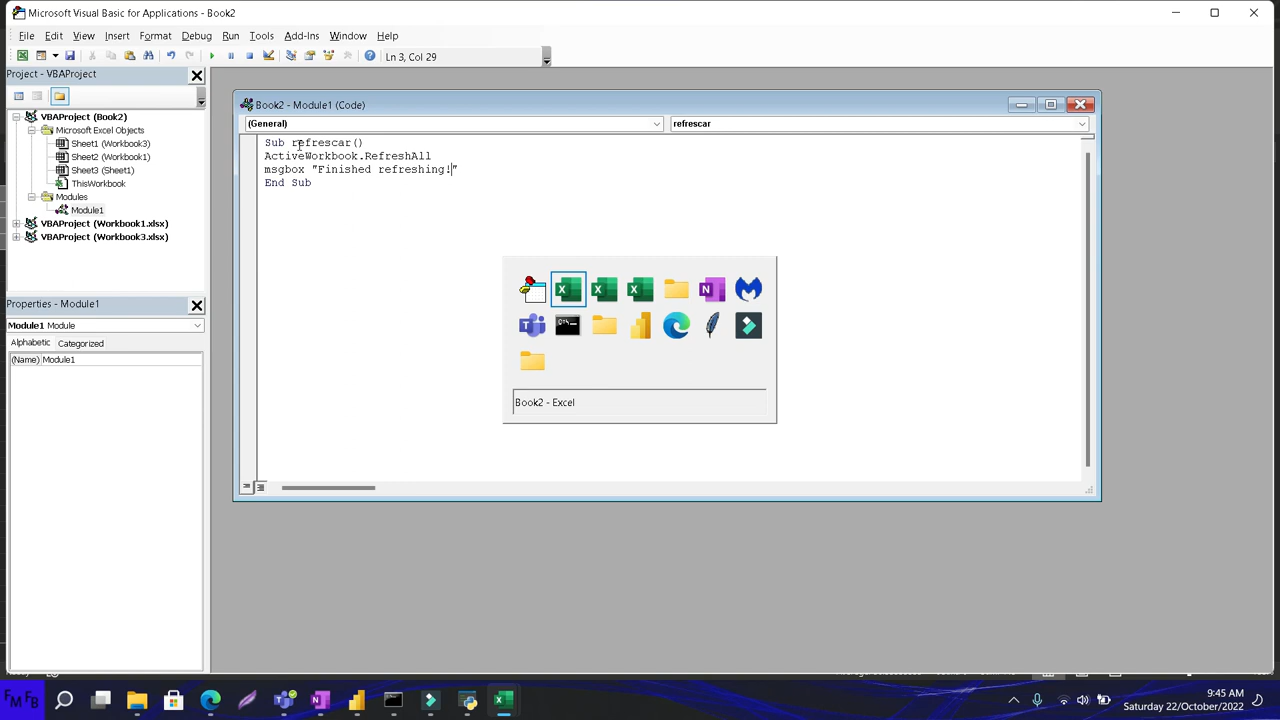 Microsoft Visual Basic for Applications - Book2
File Edit View Insert Format Debug Run Tools Add-Ins Window Help
Ln 3, Col 29
Project - VBAProject
VBAProject (Book2)
Microsoft Excel Objects
Sheet1 (Workbook3)
Sheet2 (Workbook1)
Sheet3 (Sheet1)
ThisWorkbook
Modules
Module1
VBAProject (Workbook1.xlsx)
VBAProject (Workbook3.xlsx)
Properties - Module1
Module1 Module
Alphabetic Categorized
(Name) Module1
Book2 - Module1 (Code)
(General) refrescar
Sub refrescar()
ActiveWorkbook.RefreshAll
msgbox "Finished refreshing!"
End Sub
Book2 - Excel
FM FB
9:45 AM
Saturday 22/October/2022